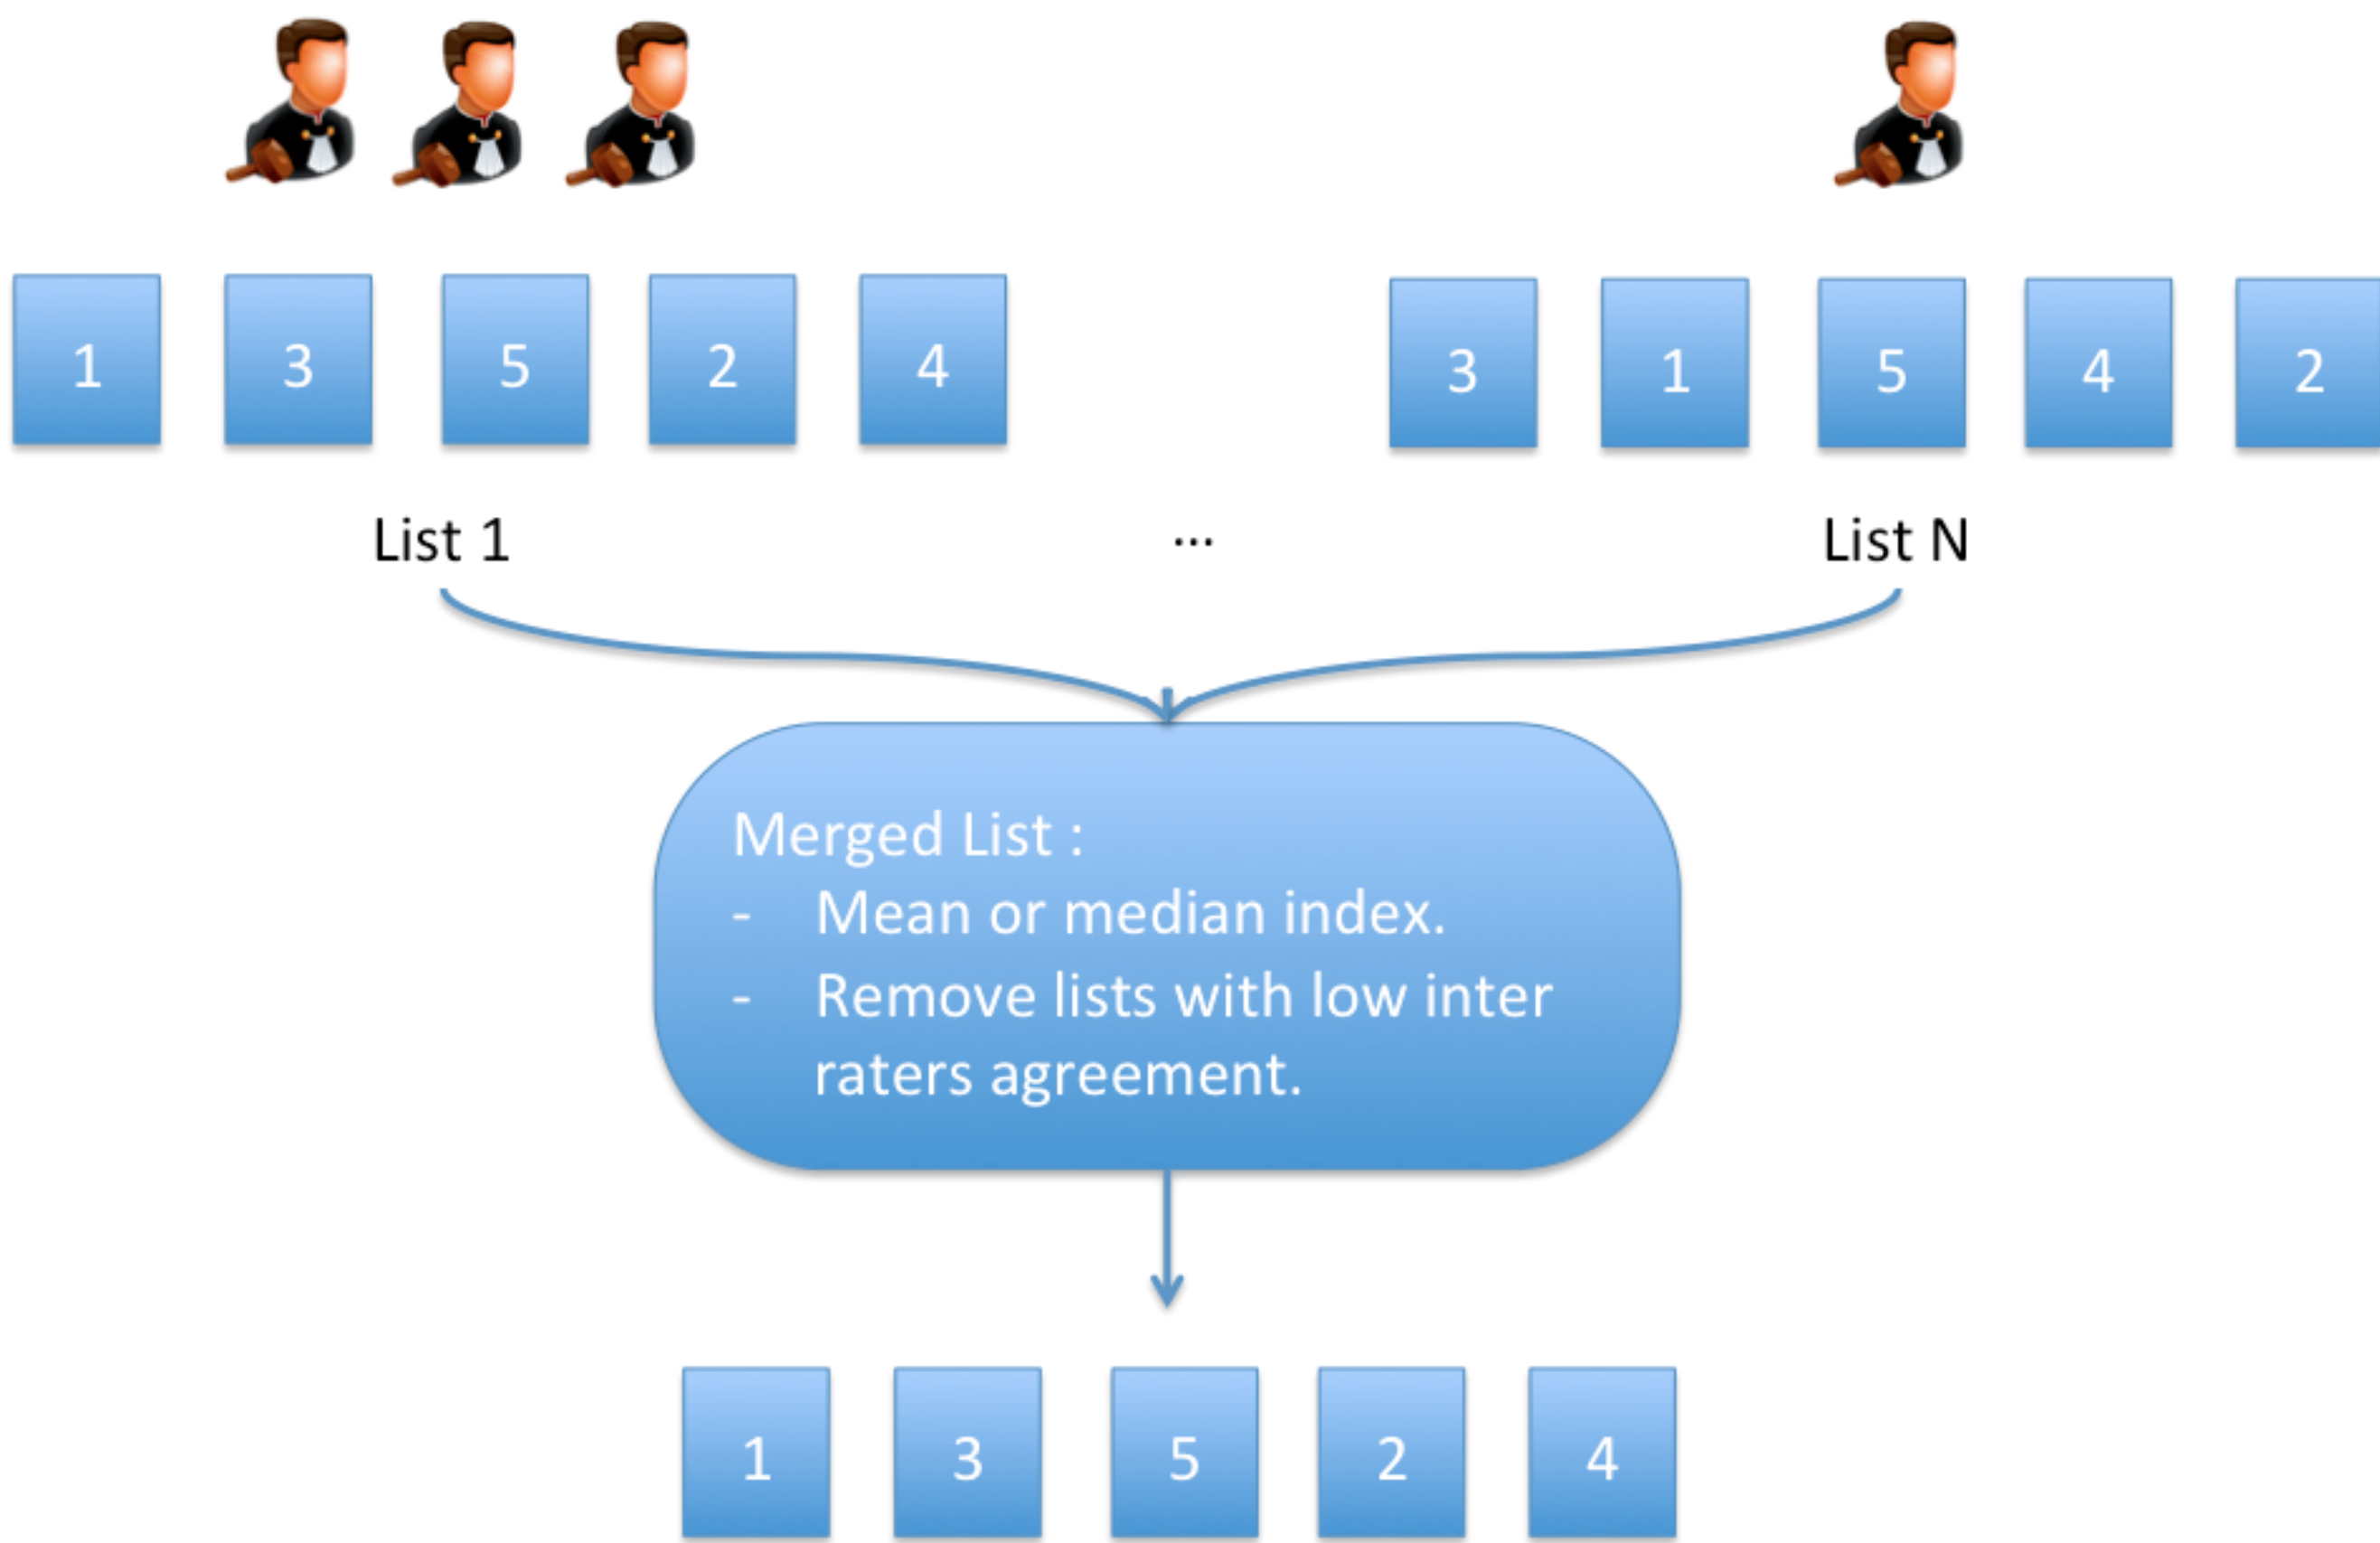 1 3 5 2 4 3 1 5 4 2
List 1 ... List N
Merged List :
- Mean or median index.
- Remove lists with low inter
raters agreement.
1 3 5 2 4